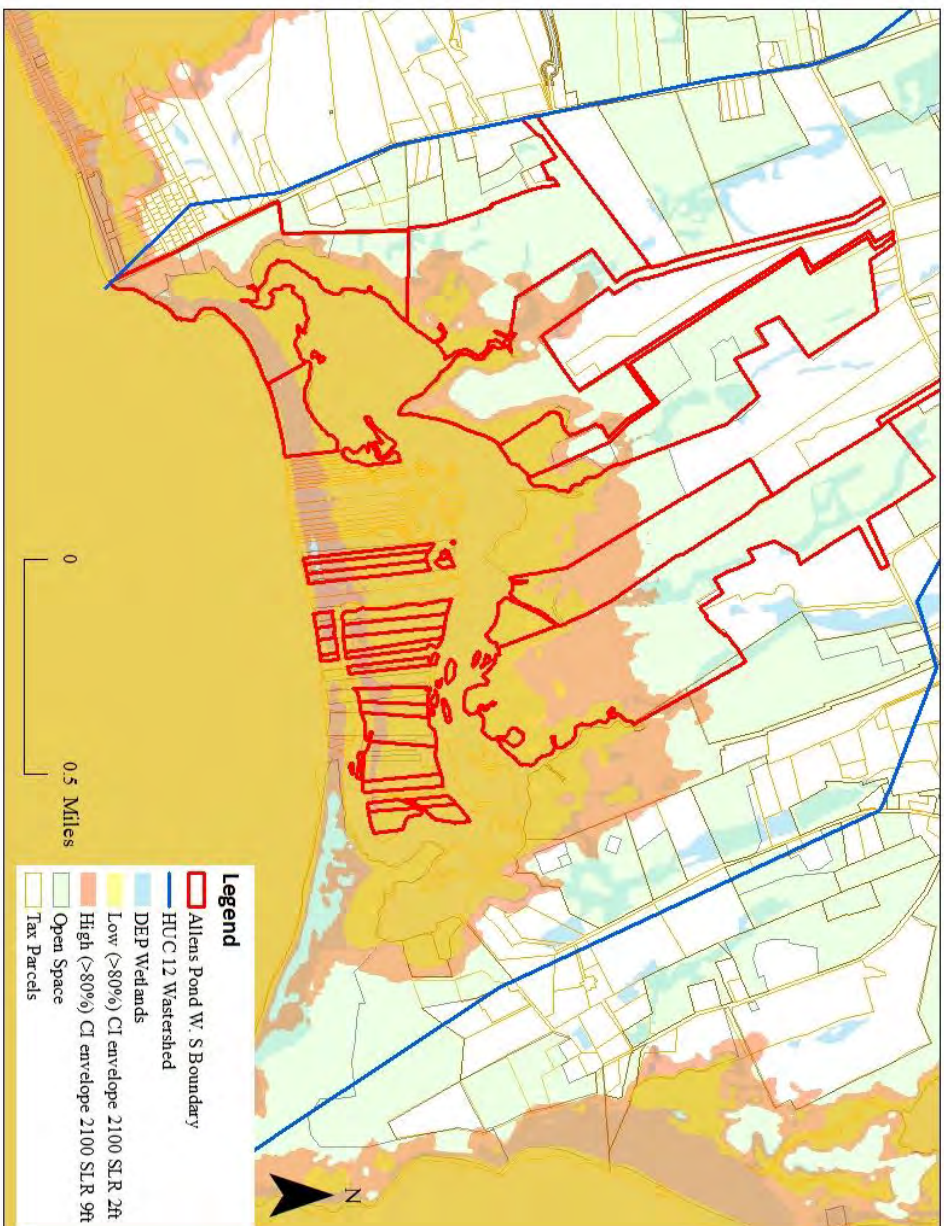 0
0.5 Miles
Legend
Allens Pond W. S Boundary
HUC 12 Wastershed
DEP Wetlands
Low (>80%) CI envelope 2100 SLR 2ft
High (>80%) CI envelope 2100 SLR 9ft
Open Space
Tax Parcels
N